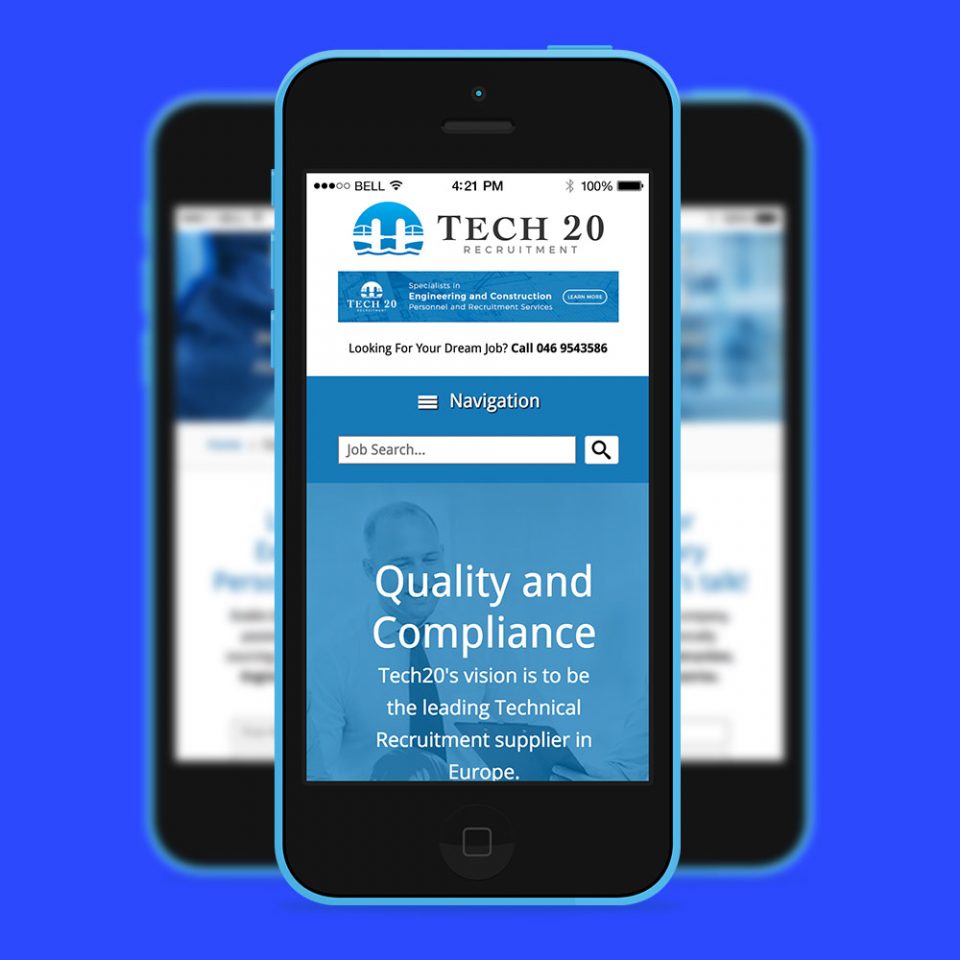 BELL 4:21 PM 100%
TECH 20
RECRUITMENT
Specialists in
Engineering and Construction
Personnel and Recruitment Services
LEARN MORE
TECH 20
RECRUITMENT
Looking For Your Dream Job? Call 046 9543586
Navigation
Job Search...
Quality and
Compliance
Tech20's vision is to be
the leading Technical
Recruitment supplier in
Europe.
Home
talk!